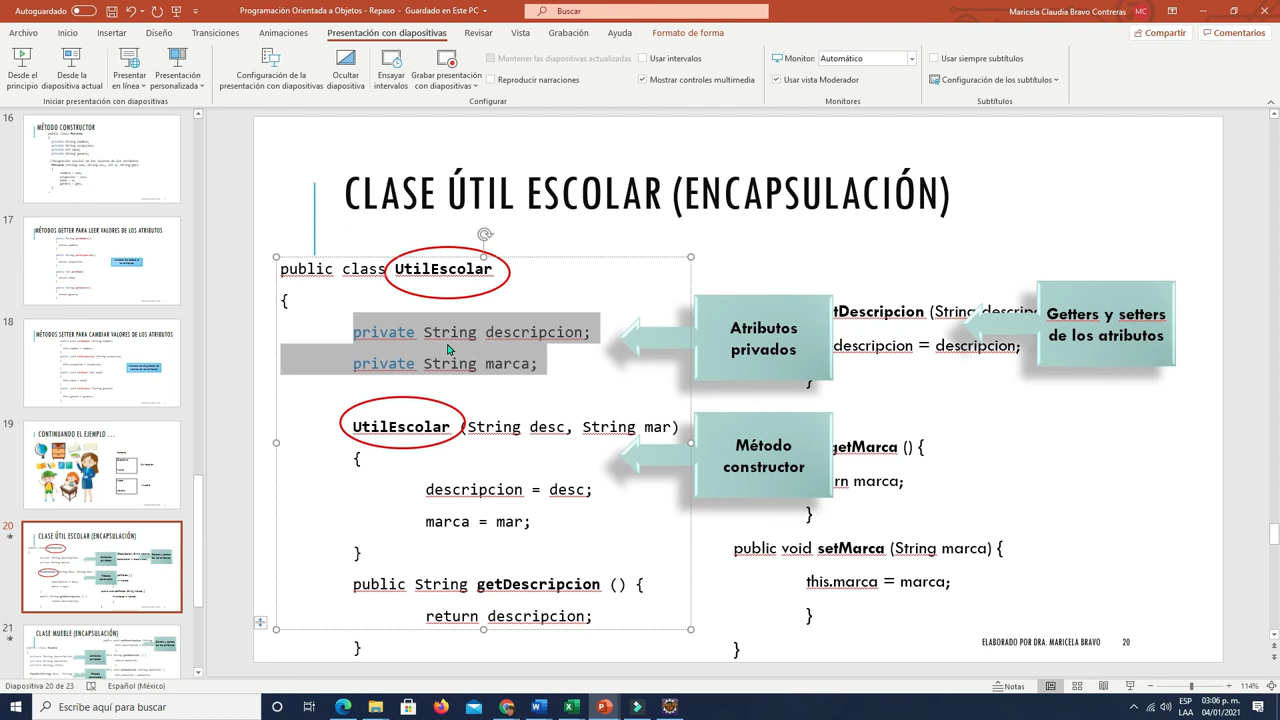 Autoguardado
Programación Orientada a Objetos - Repaso - Guardado en Este PC
Buscar
Maricela Claudia Bravo Contreras
MC
Archivo Inicio Insertar Diseño Transiciones Animaciones Presentación con diapositivas Revisar Vista Grabación Ayuda Formato de forma
Compartir
Comentarios
Desde el principio
Desde la diapositiva actual
Presentar en línea
Presentación personalizada
Configuración de la presentación con diapositivas
Ocultar diapositiva
Ensayar intervalos
Grabar presentación con diapositivas
Mantener las diapositivas actualizadas
Reproducir narraciones
Usar intervalos
Mostrar controles multimedia
Monitor: Automático
Usar vista Moderador
Usar siempre subtítulos
Configuración de los subtítulos
Iniciar presentación con diapositivas
Configurar
Monitores
Subtítulos
16
MÉTODO CONSTRUCTOR
17
MÉTODOS GETTER PARA LEER VALORES DE LOS ATRIBUTOS
18
MÉTODOS SETTER PARA CAMBIAR VALORES DE LOS ATRIBUTOS
19
CONTINUANDO EL EJEMPLO ...
20
CLASE ÚTIL ESCOLAR (ENCAPSULACIÓN)
21
CLASE MUEBLE (ENCAPSULACIÓN)
CLASE ÚTIL ESCOLAR (ENCAPSULACIÓN)
public class UtilEscolar
{
private String descripcion;
private String marca;
UtilEscolar (String desc, String mar)
{
descripcion = desc;
marca = mar;
}
public String getDescripcion () {
return descripcion;
}
Atributos
privados
Método
constructor
tDescripcion (String descrip
descripcion = descripcion;
}
getMarca () {
rn marca;
}
public void setMarca (String marca) {
this.marca = marca;
}
}
Getters y setters
de los atributos
ELABORADO POR DRA. MARICELA BRAVO 20
Diapositiva 20 de 23
Español (México)
Notas
114%
Escribe aquí para buscar
ESP
LAA
03:06 p. m.
04/01/2021